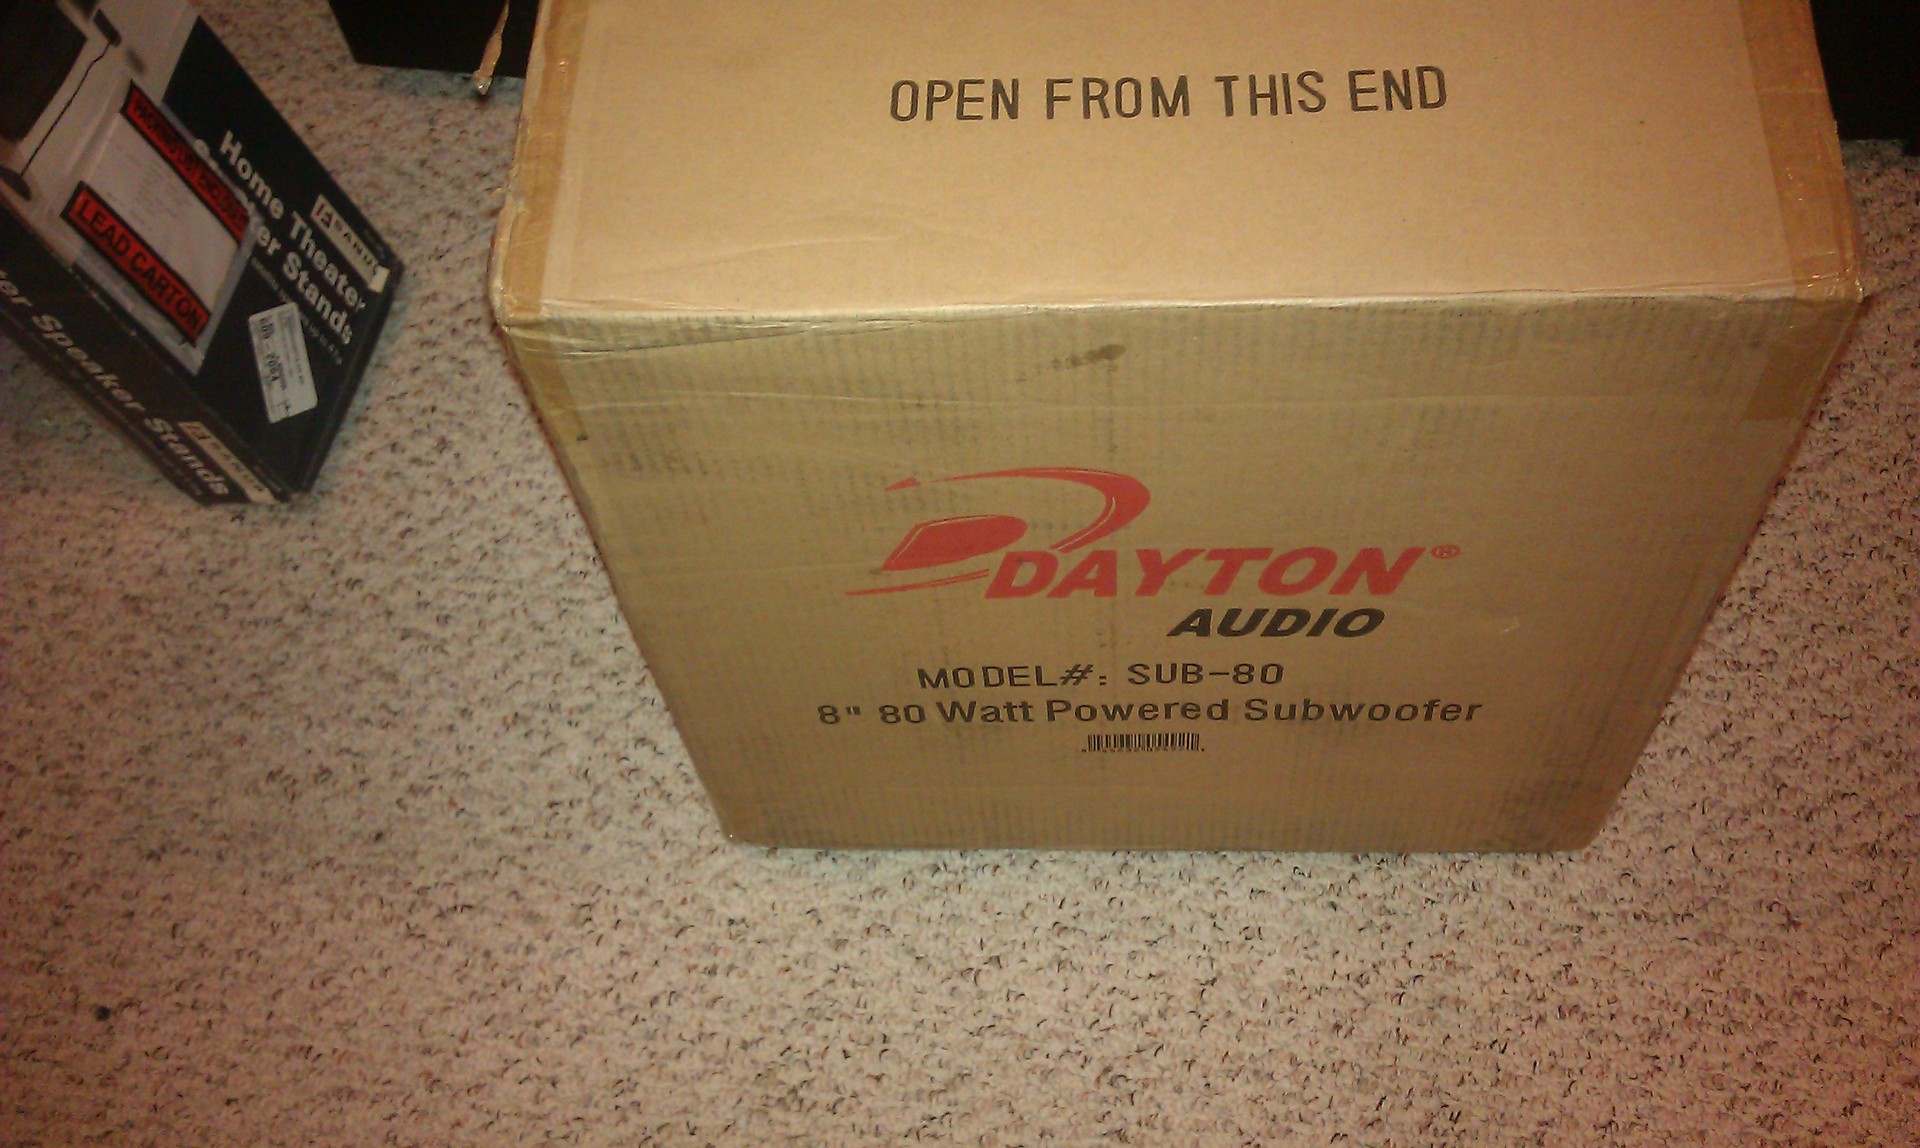 OPEN FROM THIS END
DAYTON®
AUDIO
MODEL#: SUB-80
8" 80 Watt Powered Subwoofer
SANUS
Home Theater
er Stands
LEAD CARTON
er Speaker Stands